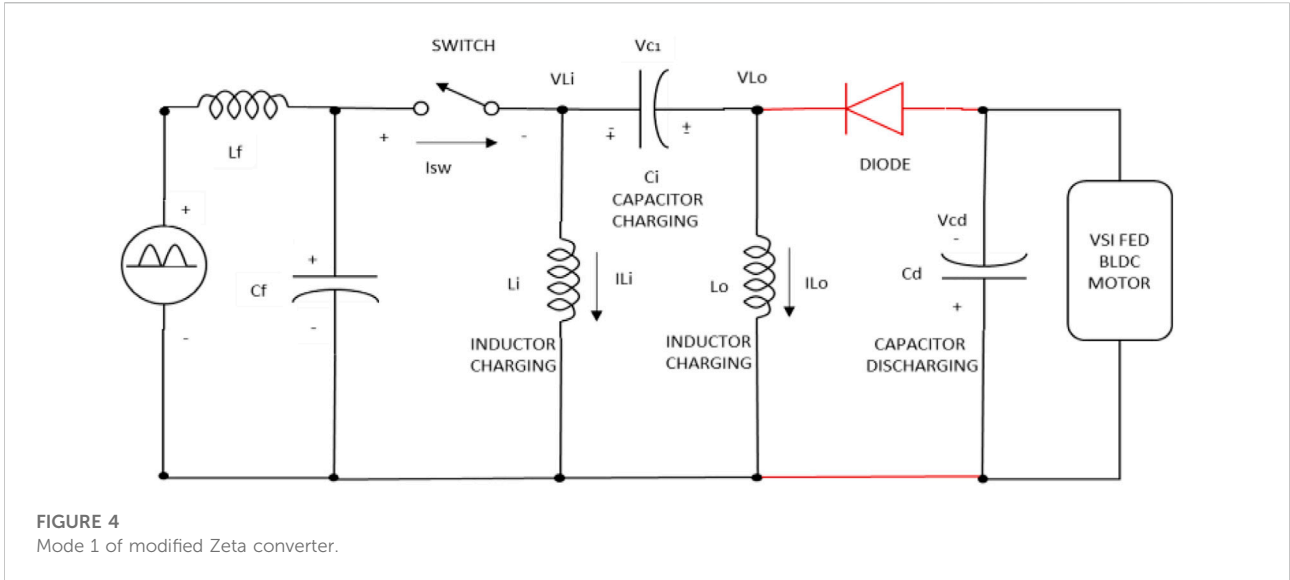 SWITCH
Vc1
VLi
VLo
Lf
+
-
Isw
-
+
±
Ci
CAPACITOR
CHARGING
DIODE
+
-
Cf
+
-
Li
ILi
INDUCTOR
CHARGING
Lo
ILo
INDUCTOR
CHARGING
Vcd
-
Cd
+
CAPACITOR
DISCHARGING
VSI FED
BLDC
MOTOR
FIGURE 4
Mode 1 of modified Zeta converter.